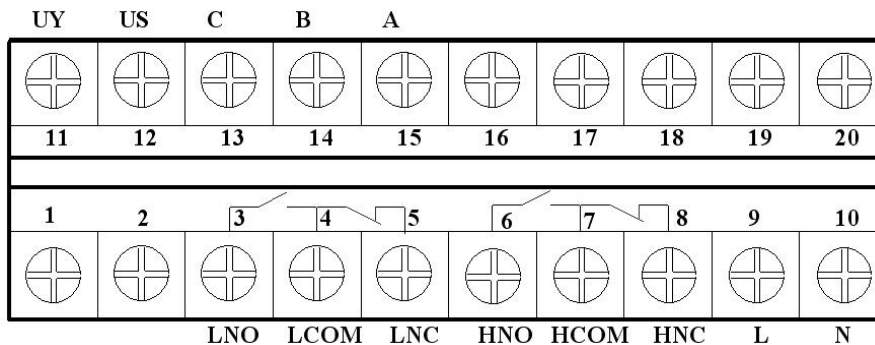 UY US C B A
11 12 13 14 15 16 17 18 19 20
1 2 3 4 5 6 7 8 9 10
LNO LCOM LNC HNO HCOM HNC L N